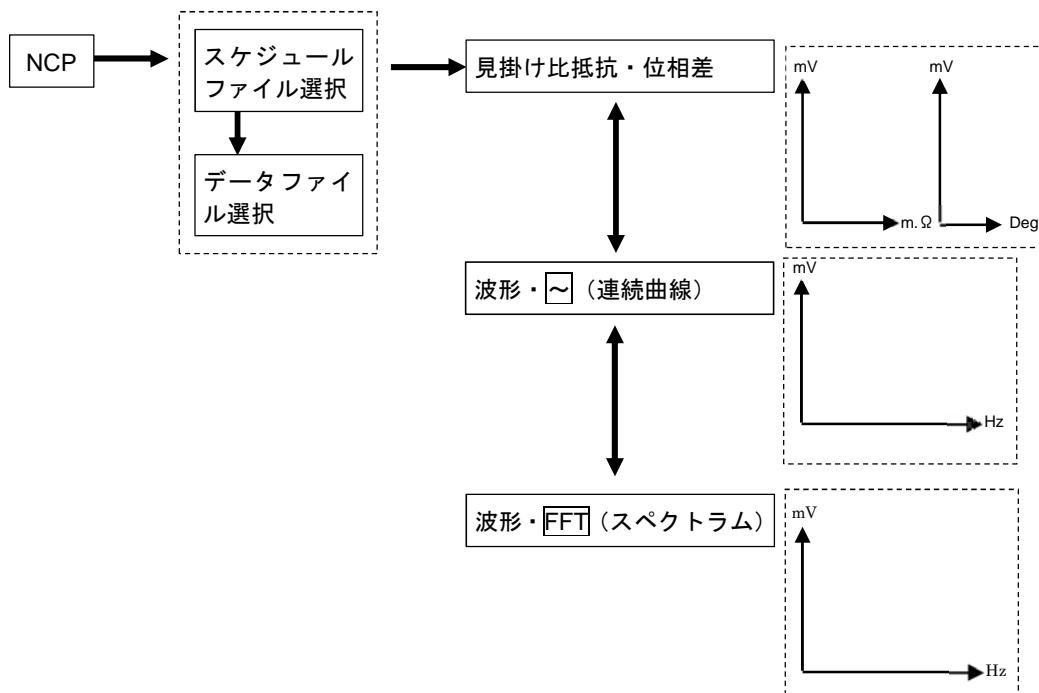 NCP
スケジュール
ファイル選択
データファイ
ル選択
見掛け比抵抗・位相差
mV
mV
m.Ω
Deg
波形・～（連続曲線）
mV
Hz
波形・FFT（スペクトラム）
mV
Hz